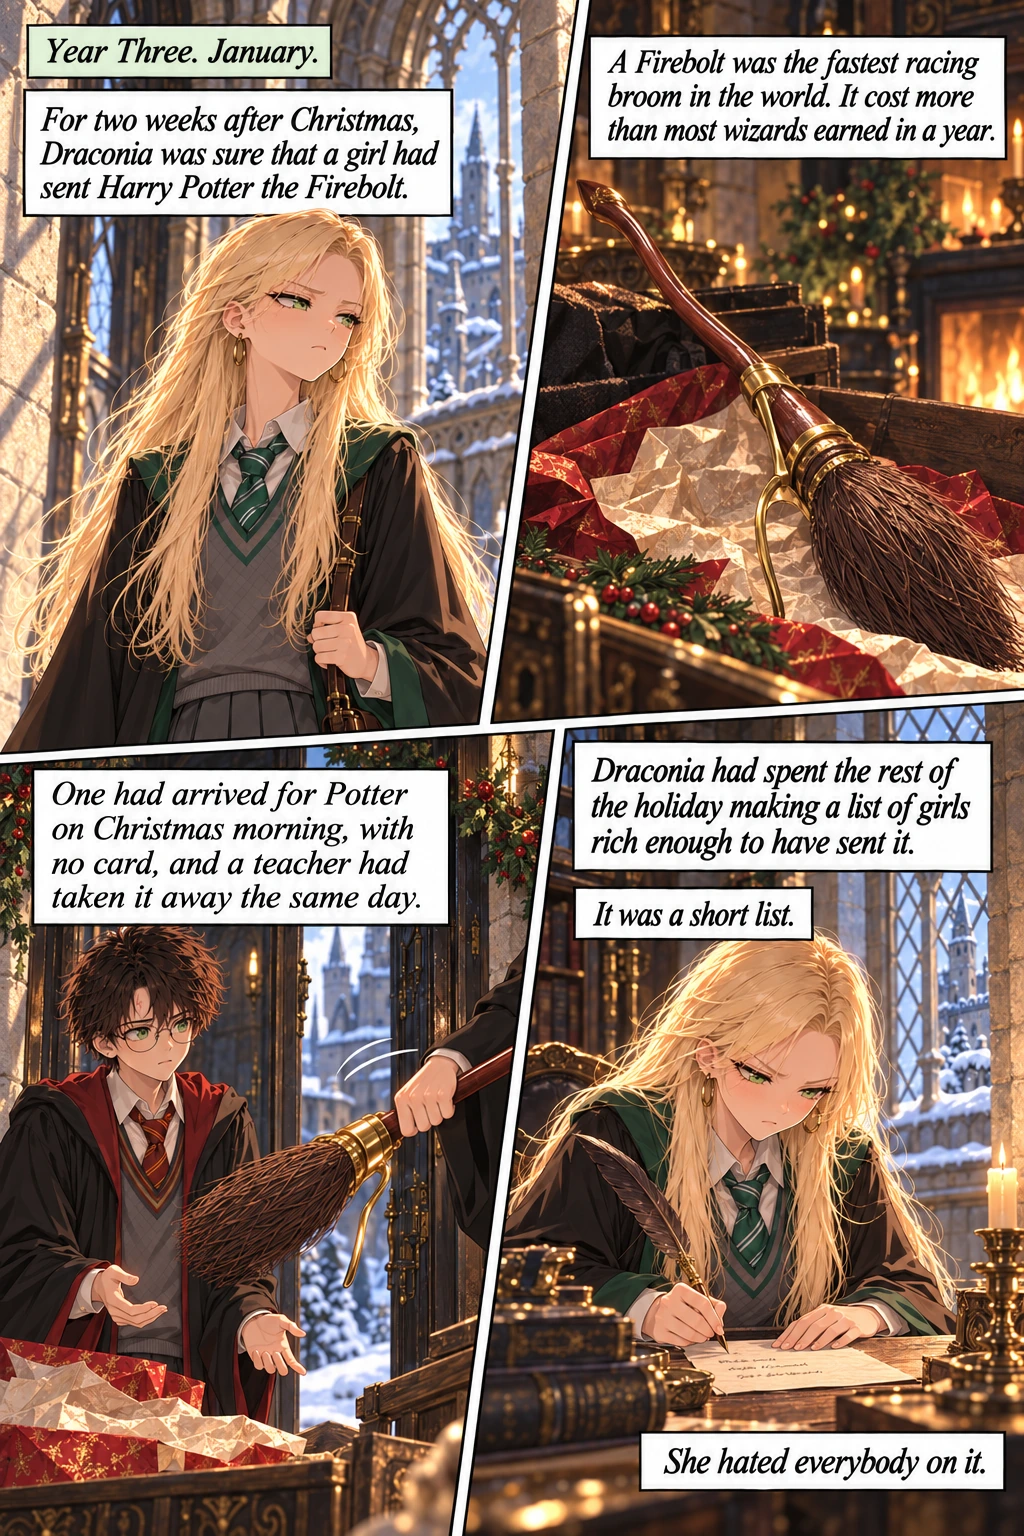 Year Three. January.
For two weeks after Christmas,
Draconia was sure that a girl had
sent Harry Potter the Firebolt.
A Firebolt was the fastest racing
broom in the world. It cost more
than most wizards earned in a year.
One had arrived for Potter
on Christmas morning, with
no card, and a teacher had
taken it away the same day.
Draconia had spent the rest of
the holiday making a list of girls
rich enough to have sent it.
It was a short list.
She hated everybody on it.